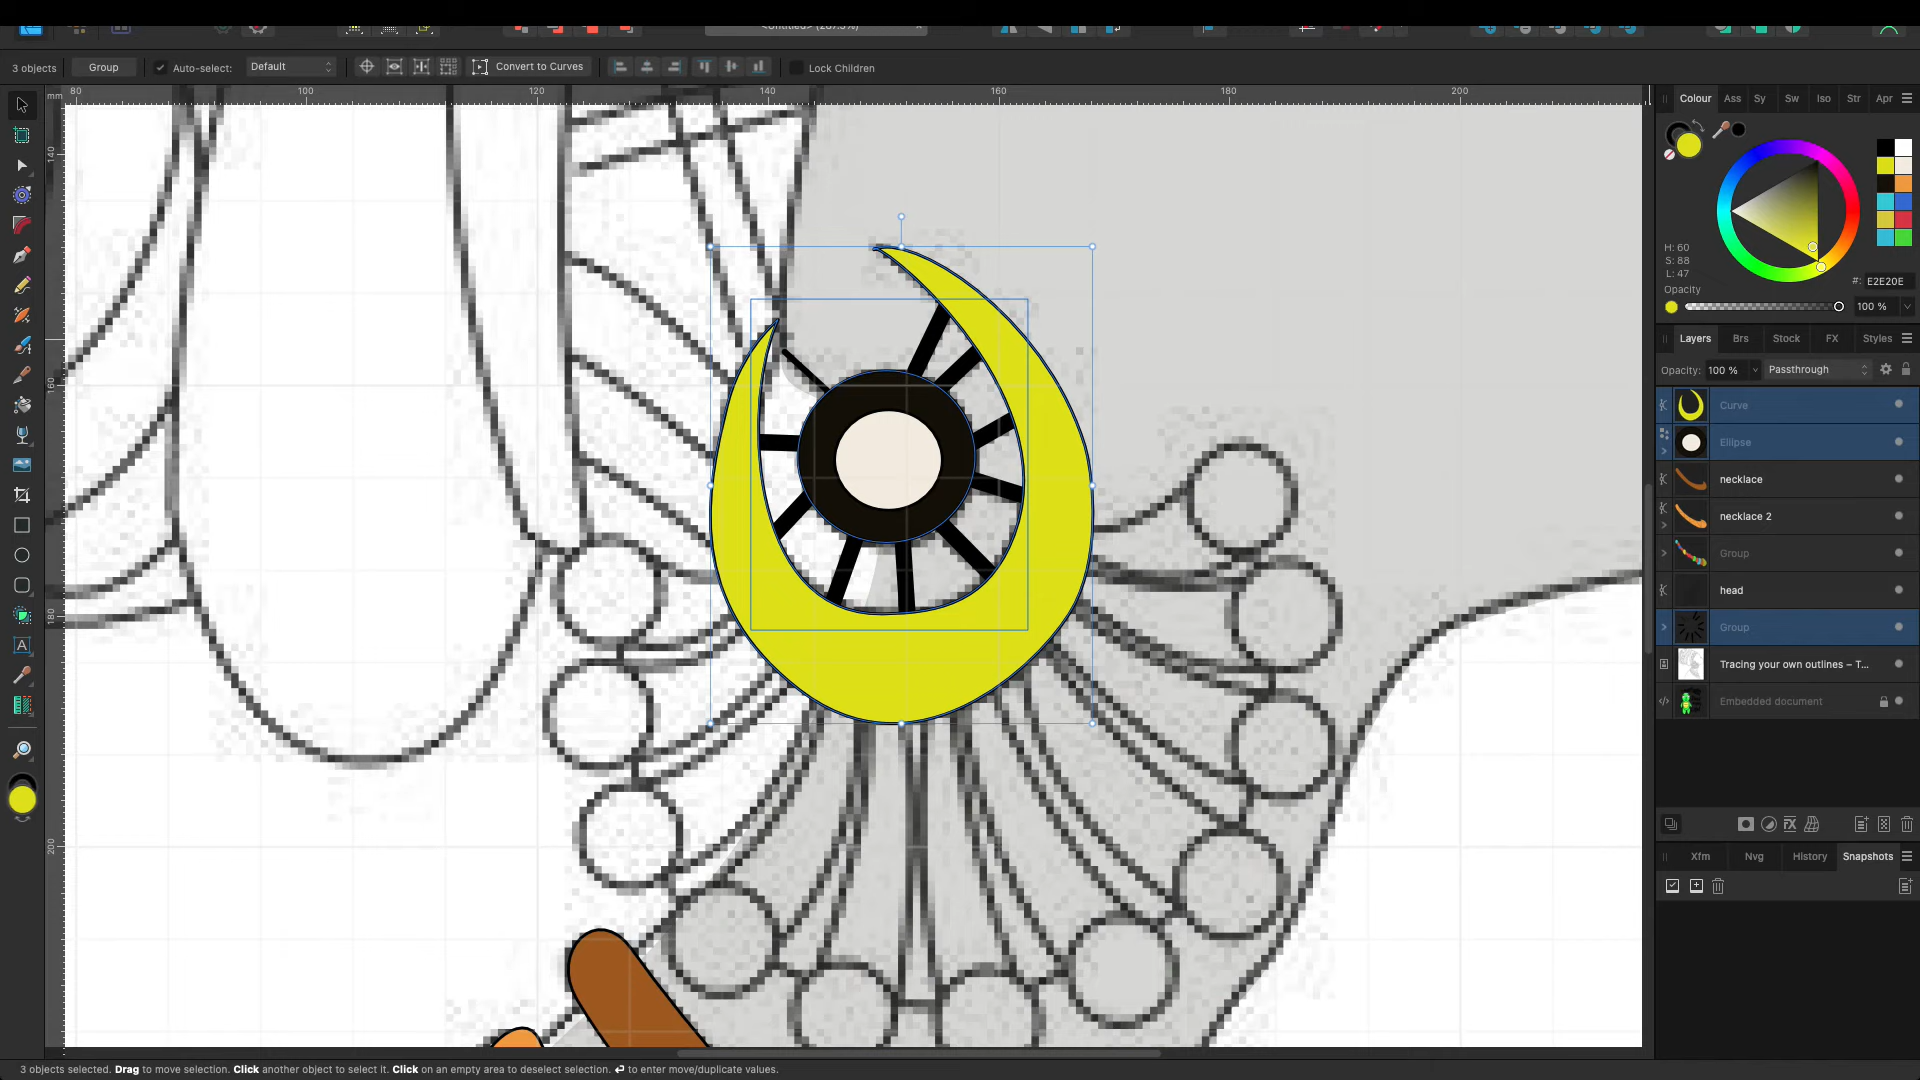 <Untitled> (287.5%)
3 objects
Group
Auto-select:
Default
Convert to Curves
Lock Children
mm
80
100
120
140
160
180
200
140
160
180
200
Colour
Ass
Sy
Sw
Iso
Str
Apr
H: 60
S: 88
L: 47
#: E2E20E
Opacity
100 %
Layers
Brs
Stock
FX
Styles
Opacity: 100 %
Passthrough
Curve
Ellipse
necklace
necklace 2
Group
head
Group
Tracing your own outlines – T...
Embedded document
Xfm
Nvg
History
Snapshots
A
3 objects selected. Drag to move selection. Click another object to select it. Click on an empty area to deselect selection. ⏎ to enter move/duplicate values.